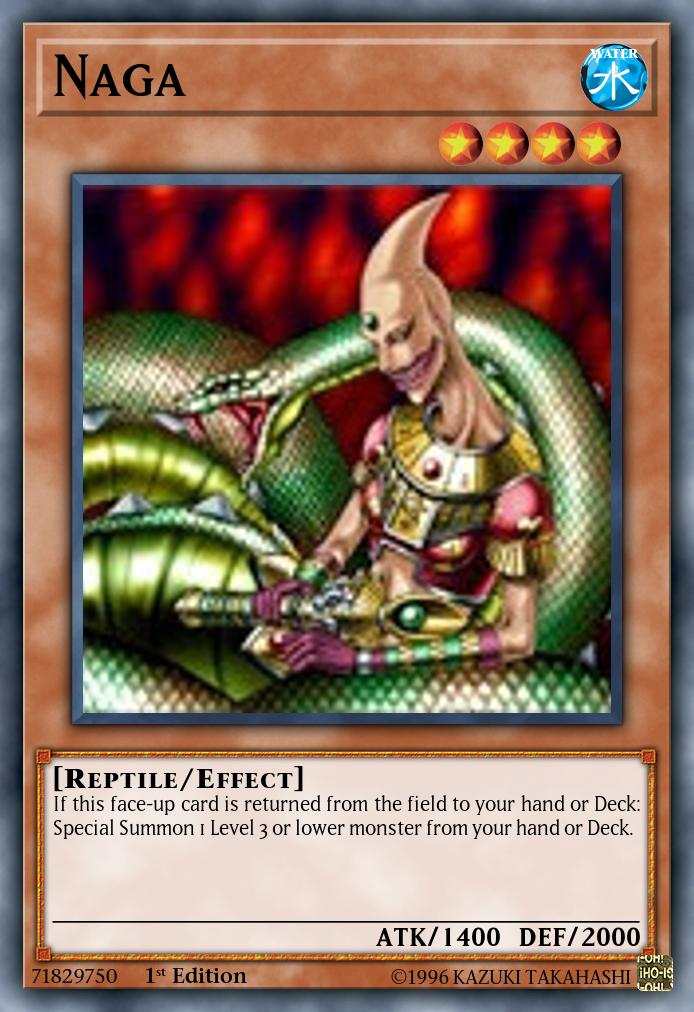 NAGA
WATER
水
[REPTILE/EFFECT]
If this face-up card is returned from the field to your hand or Deck:
Special Summon 1 Level 3 or lower monster from your hand or Deck.
ATK/1400 DEF/2000
71829750 1st Edition ©1996 KAZUKI TAKAHASHI